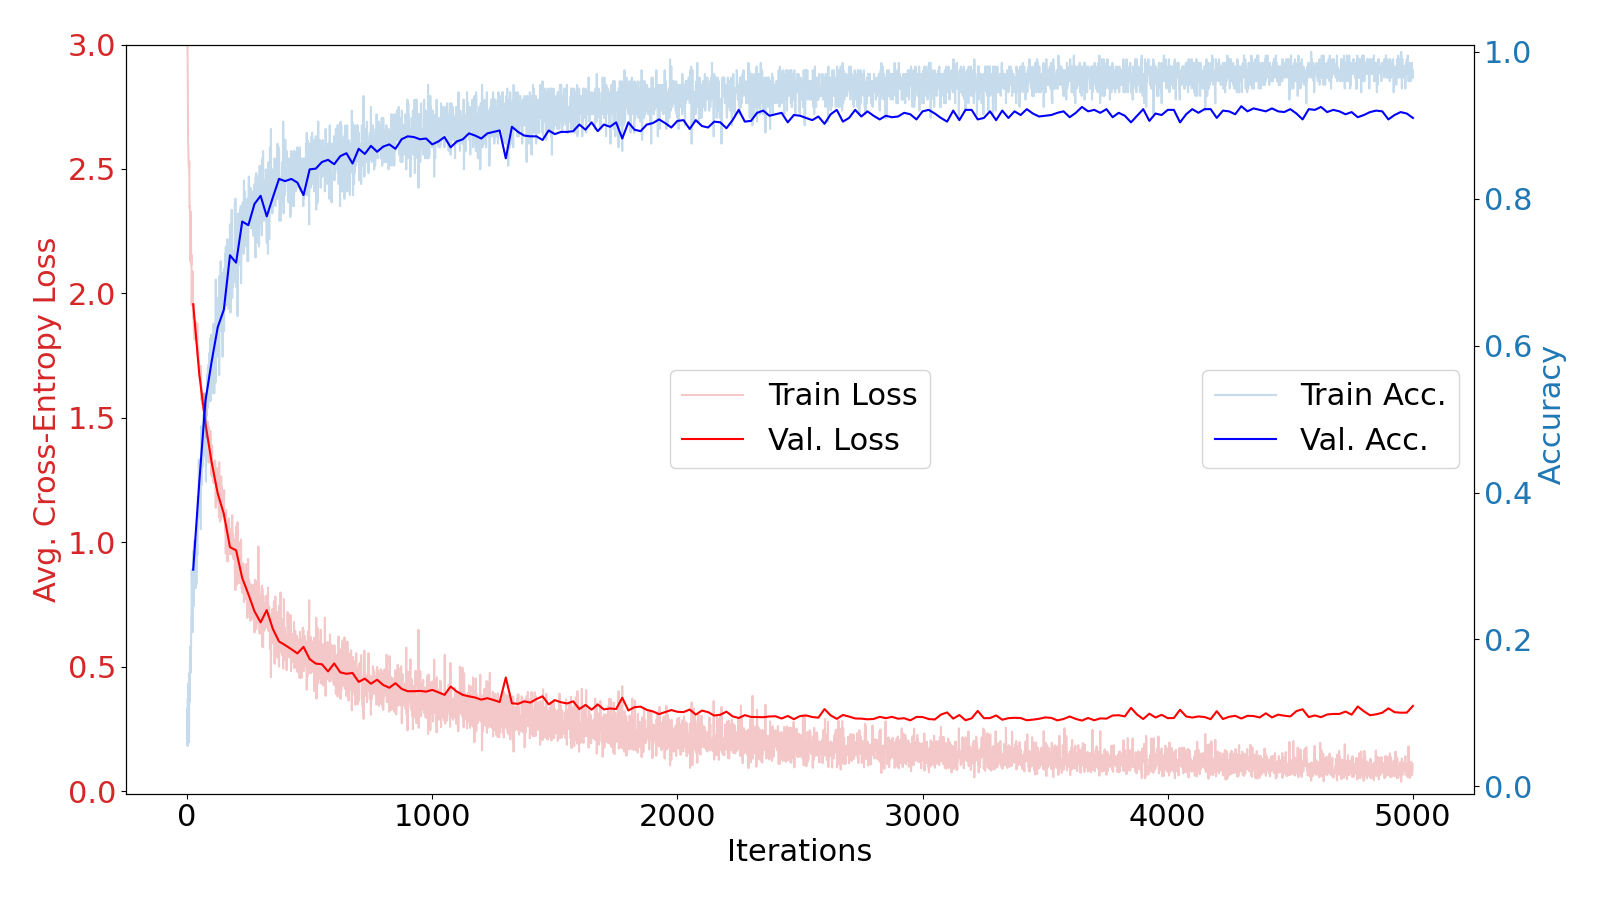 3.0
2.5
2.0
1.5
1.0
0.5
0.0
Avg. Cross-Entropy Loss
1.0
0.8
0.6
0.4
0.2
0.0
Accuracy
Train Loss
Val. Loss
Train Acc.
Val. Acc.
0 1000 2000 3000 4000 5000
Iterations